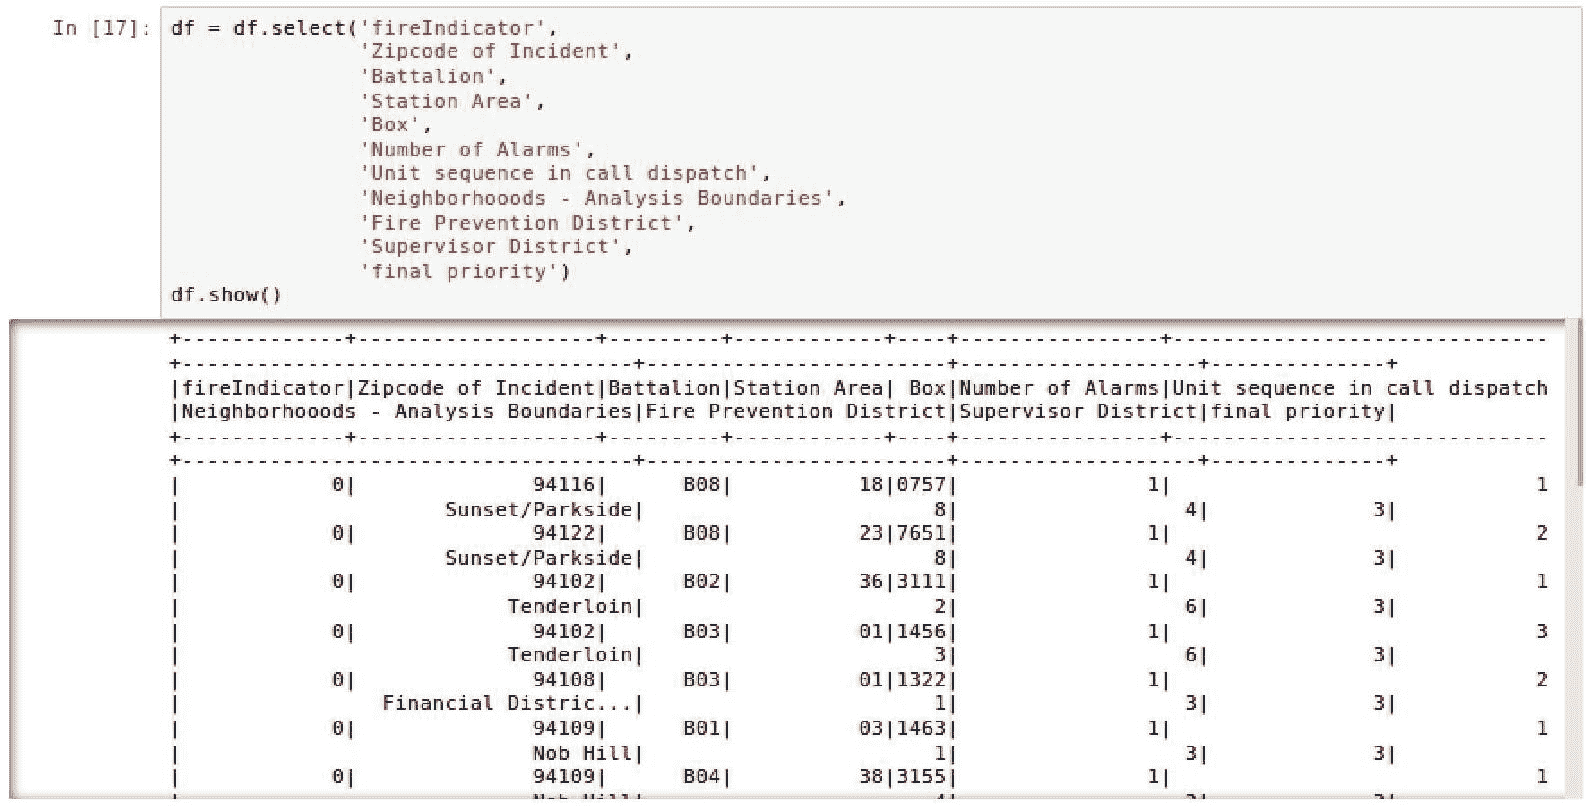 In [17]: df = df.select('fireIndicator',
'Zipcode of Incident',
'Battalion',
'Station Area',
'Box',
'Number of Alarms',
'Unit sequence in call dispatch',
'Neighborhooods - Analysis Boundaries',
'Fire Prevention District',
'Supervisor District',
'final priority')
df.show()
+-------------+-------------------+---------+------------+----+----------------+------------------------------
+------------------------------------+------------------------+-------------------+--------------+
|fireIndicator|Zipcode of Incident|Battalion|Station Area| Box|Number of Alarms|Unit sequence in call dispatch
|Neighborhooods - Analysis Boundaries|Fire Prevention District|Supervisor District|final priority|
+-------------+-------------------+---------+------------+----+----------------+------------------------------
+------------------------------------+------------------------+-------------------+--------------+
| 0| 94116| B08| 18|0757| 1| 1
| Sunset/Parkside| 8| 4| 3|
| 0| 94122| B08| 23|7651| 1| 2
| Sunset/Parkside| 8| 4| 3|
| 0| 94102| B02| 36|3111| 1| 1
| Tenderloin| 2| 6| 3|
| 0| 94102| B03| 01|1456| 1| 3
| Tenderloin| 3| 6| 3|
| 0| 94108| B03| 01|1322| 1| 2
| Financial Distric...| 1| 3| 3|
| 0| 94109| B01| 03|1463| 1| 1
| Nob Hill| 1| 3| 3|
| 0| 94109| B04| 38|3155| 1| 1